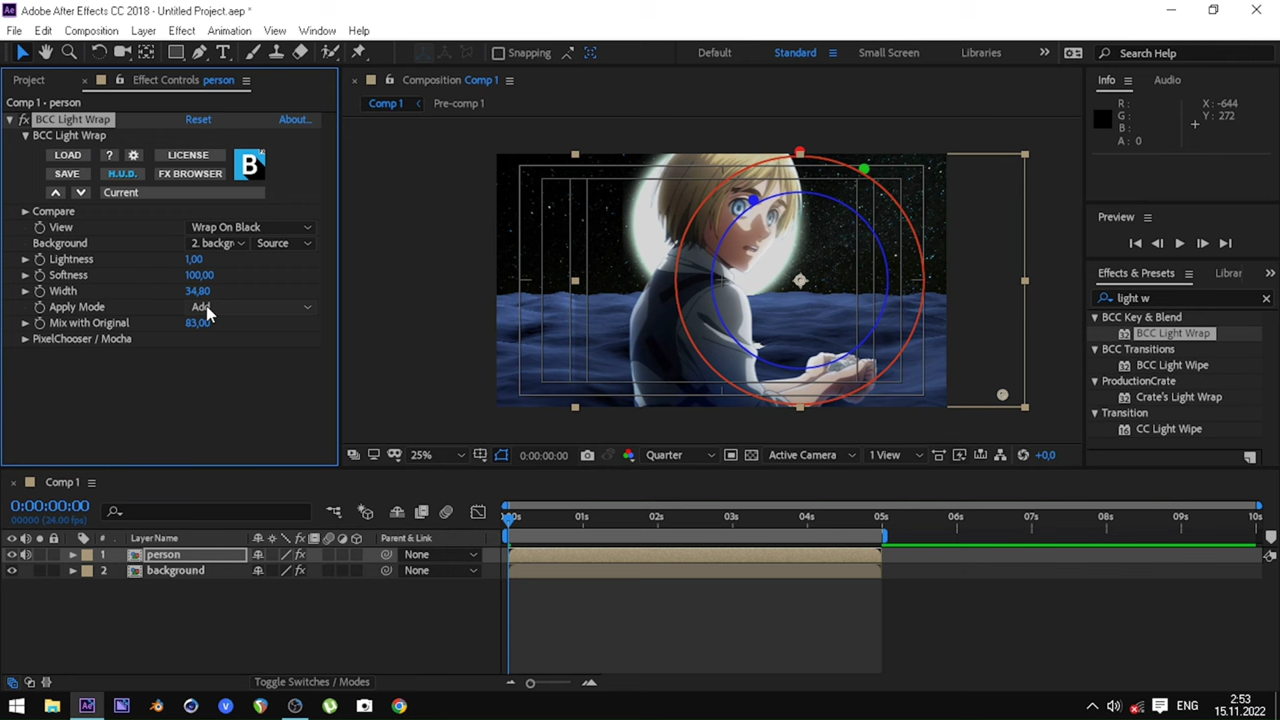 Ae Adobe After Effects CC 2018 - Untitled Project.aep *
File Edit Composition Layer Effect Animation View Window Help
Snapping Default Standard Small Screen Libraries Search Help
Project Effect Controls person Composition Comp 1 Info Audio
Comp 1 • person Comp 1 Pre-comp 1
fx BCC Light Wrap Reset About...
BCC Light Wrap
LOAD ? LICENSE B
SAVE H.U.D. FX BROWSER
Current
Compare
View Wrap On Black
Background 2. backgr Source
Lightness 1,00
Softness 100,00
Width 34,80
Apply Mode Add
Mix with Original 83,00
PixelChooser / Mocha
R : X : -644
G : Y : 272
B :
A : 0
Preview
Effects & Presets Librar
light w
BCC Key & Blend
BCC Light Wrap
BCC Transitions
BCC Light Wipe
ProductionCrate
Crate's Light Wrap
Transition
CC Light Wipe
25% 0:00:00:00 Quarter Active Camera 1 View +0,0
Comp 1
0:00:00:00
00000 (24.00 fps)
:00s 01s 02s 03s 04s 05s 06s 07s 08s 09s 10s
# Layer Name fx Parent & Link
1 person fx None
2 background fx None
Toggle Switches / Modes
Ae V ENG 2:53
15.11.2022